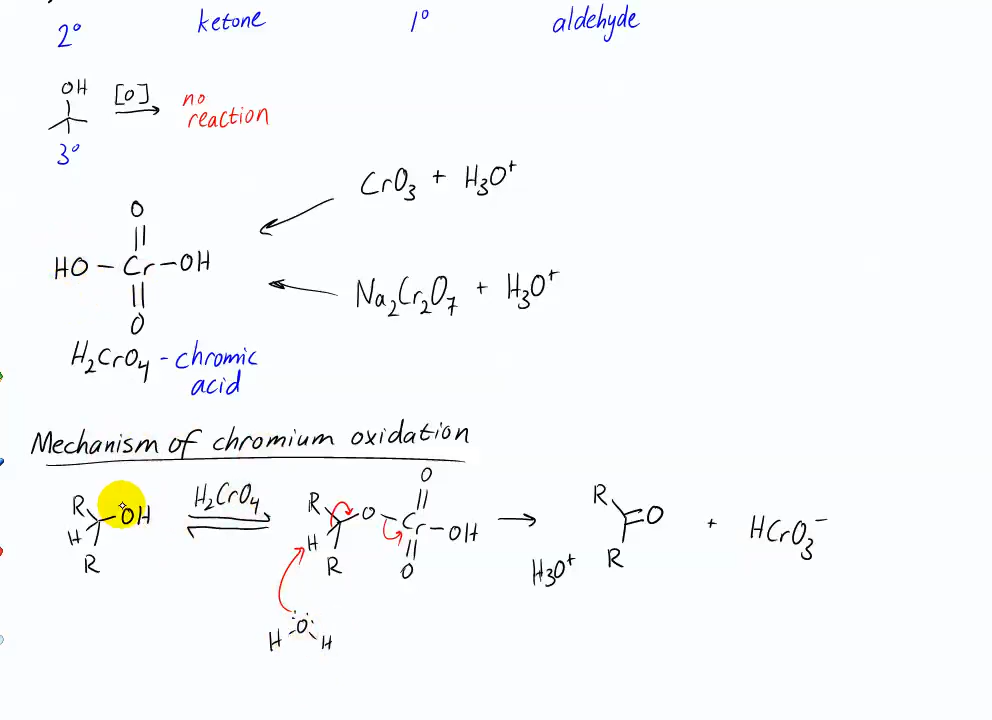 2° ketone 1° aldehyde
OH [O] no reaction
3°
CrO₃ + H₃O⁺
O
HO - Cr - OH
O
Na₂Cr₂O₇ + H₃O⁺
H₂CrO₄ - chromic acid
Mechanism of chromium oxidation
R OH H R
H₂CrO₄
R O Cr OH O O H R
H O H
H₃O⁺
R O R + HCrO₃⁻